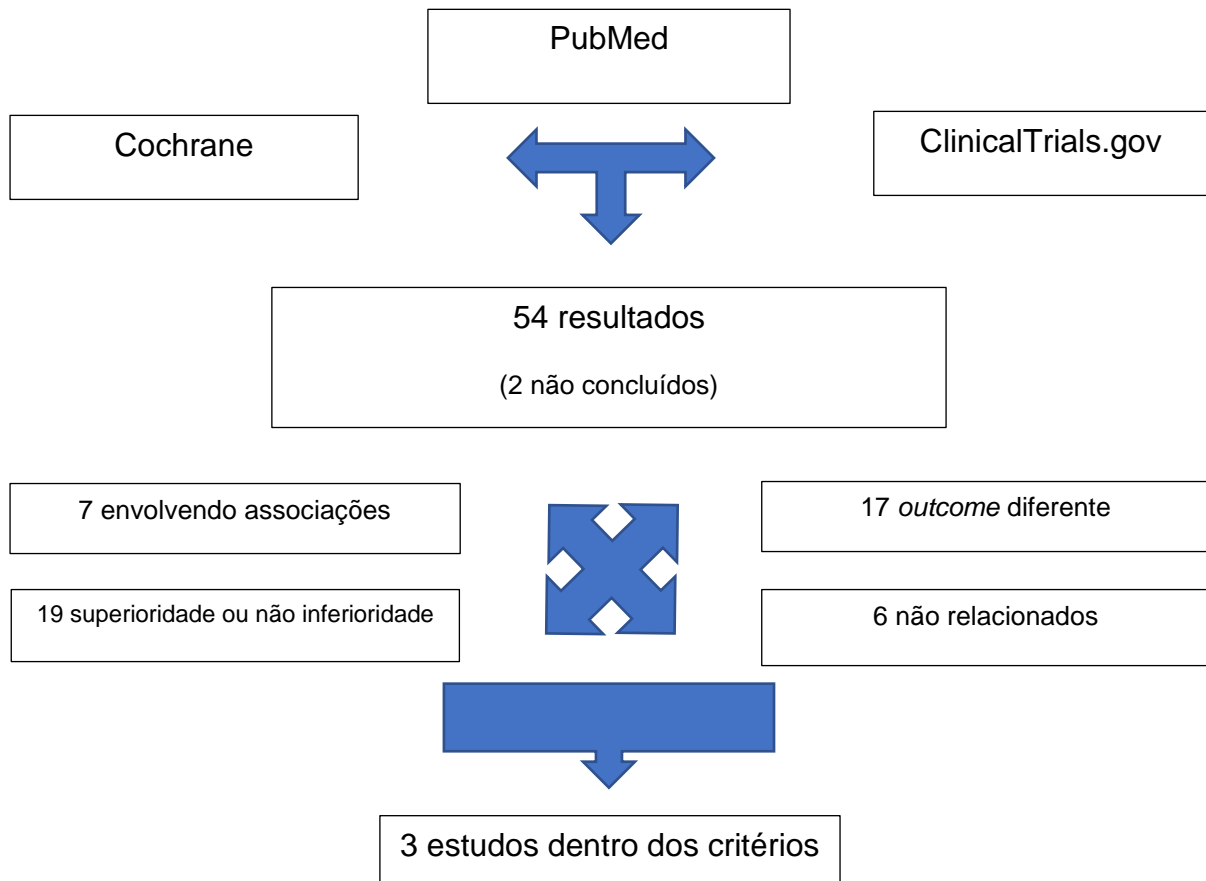 PubMed
Cochrane
ClinicalTrials.gov
54 resultados
(2 não concluídos)
7 envolvendo associações
17 outcome diferente
19 superioridade ou não inferioridade
6 não relacionados
3 estudos dentro dos critérios